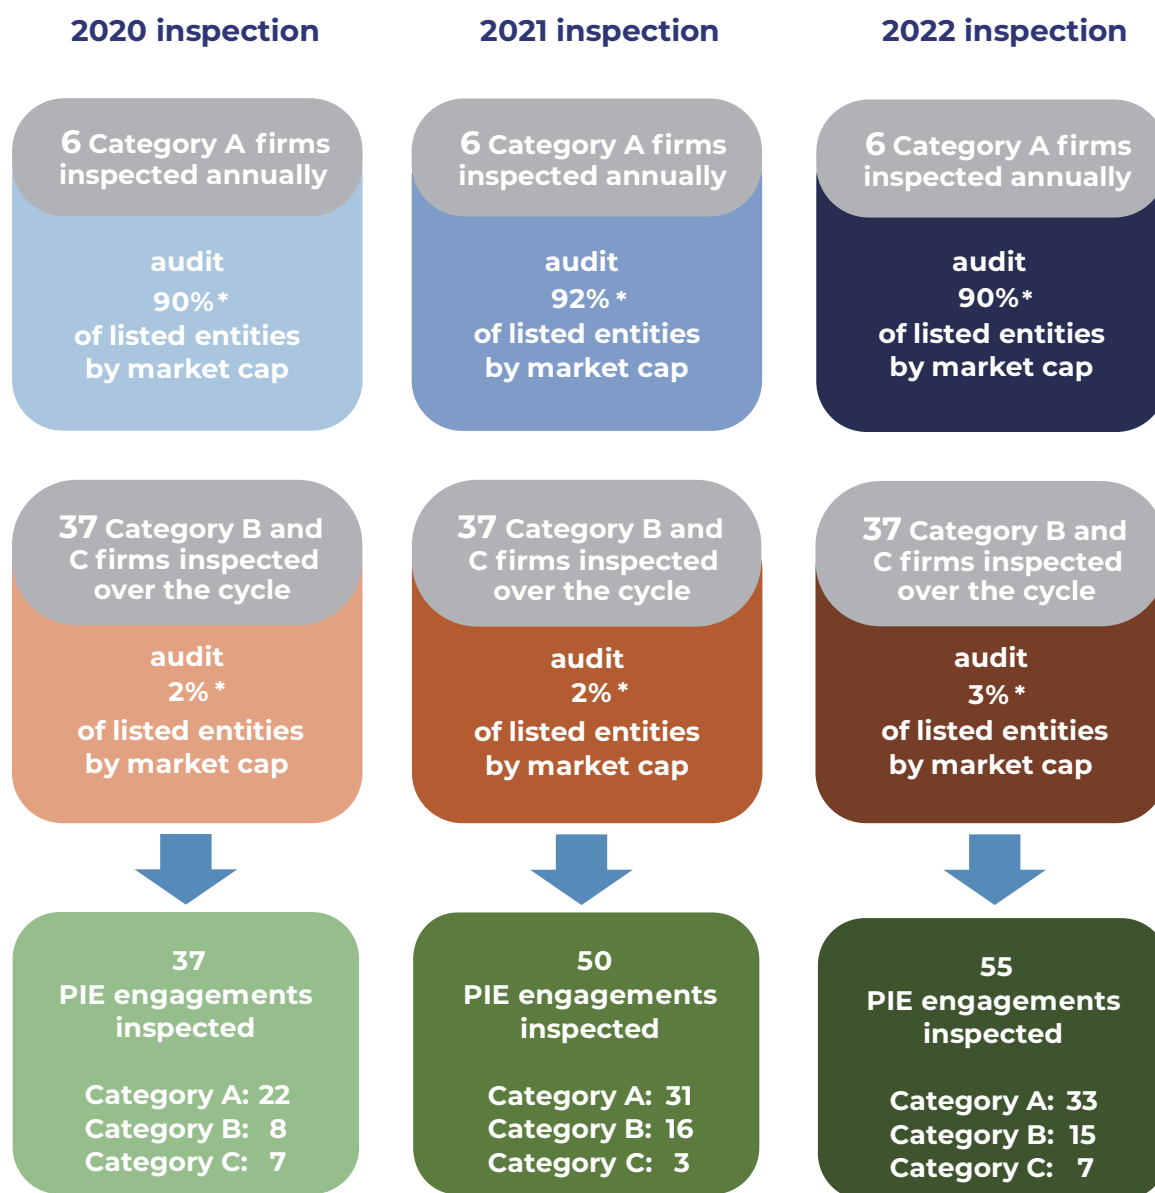 2020 inspection
6 Category A firms
inspected annually
audit
90%*
of listed entities
by market cap
37 Category B and
C firms inspected
over the cycle
audit
2%*
of listed entities
by market cap
37
PIE engagements
inspected
Category A: 22
Category B: 8
Category C: 7
2021 inspection
6 Category A firms
inspected annually
audit
92% *
of listed entities
by market cap
37 Category B and
C firms inspected
over the cycle
audit
2% *
of listed entities
by market cap
50
PIE engagements
inspected
Category A: 31
Category B: 16
Category C: 3
2022 inspection
6 Category A firms
inspected annually
audit
90%*
of listed entities
by market cap
37 Category B and
C firms inspected
over the cycle
audit
3% *
of listed entities
by market cap
55
PIE engagements
inspected
Category A: 33
Category B: 15
Category C: 7